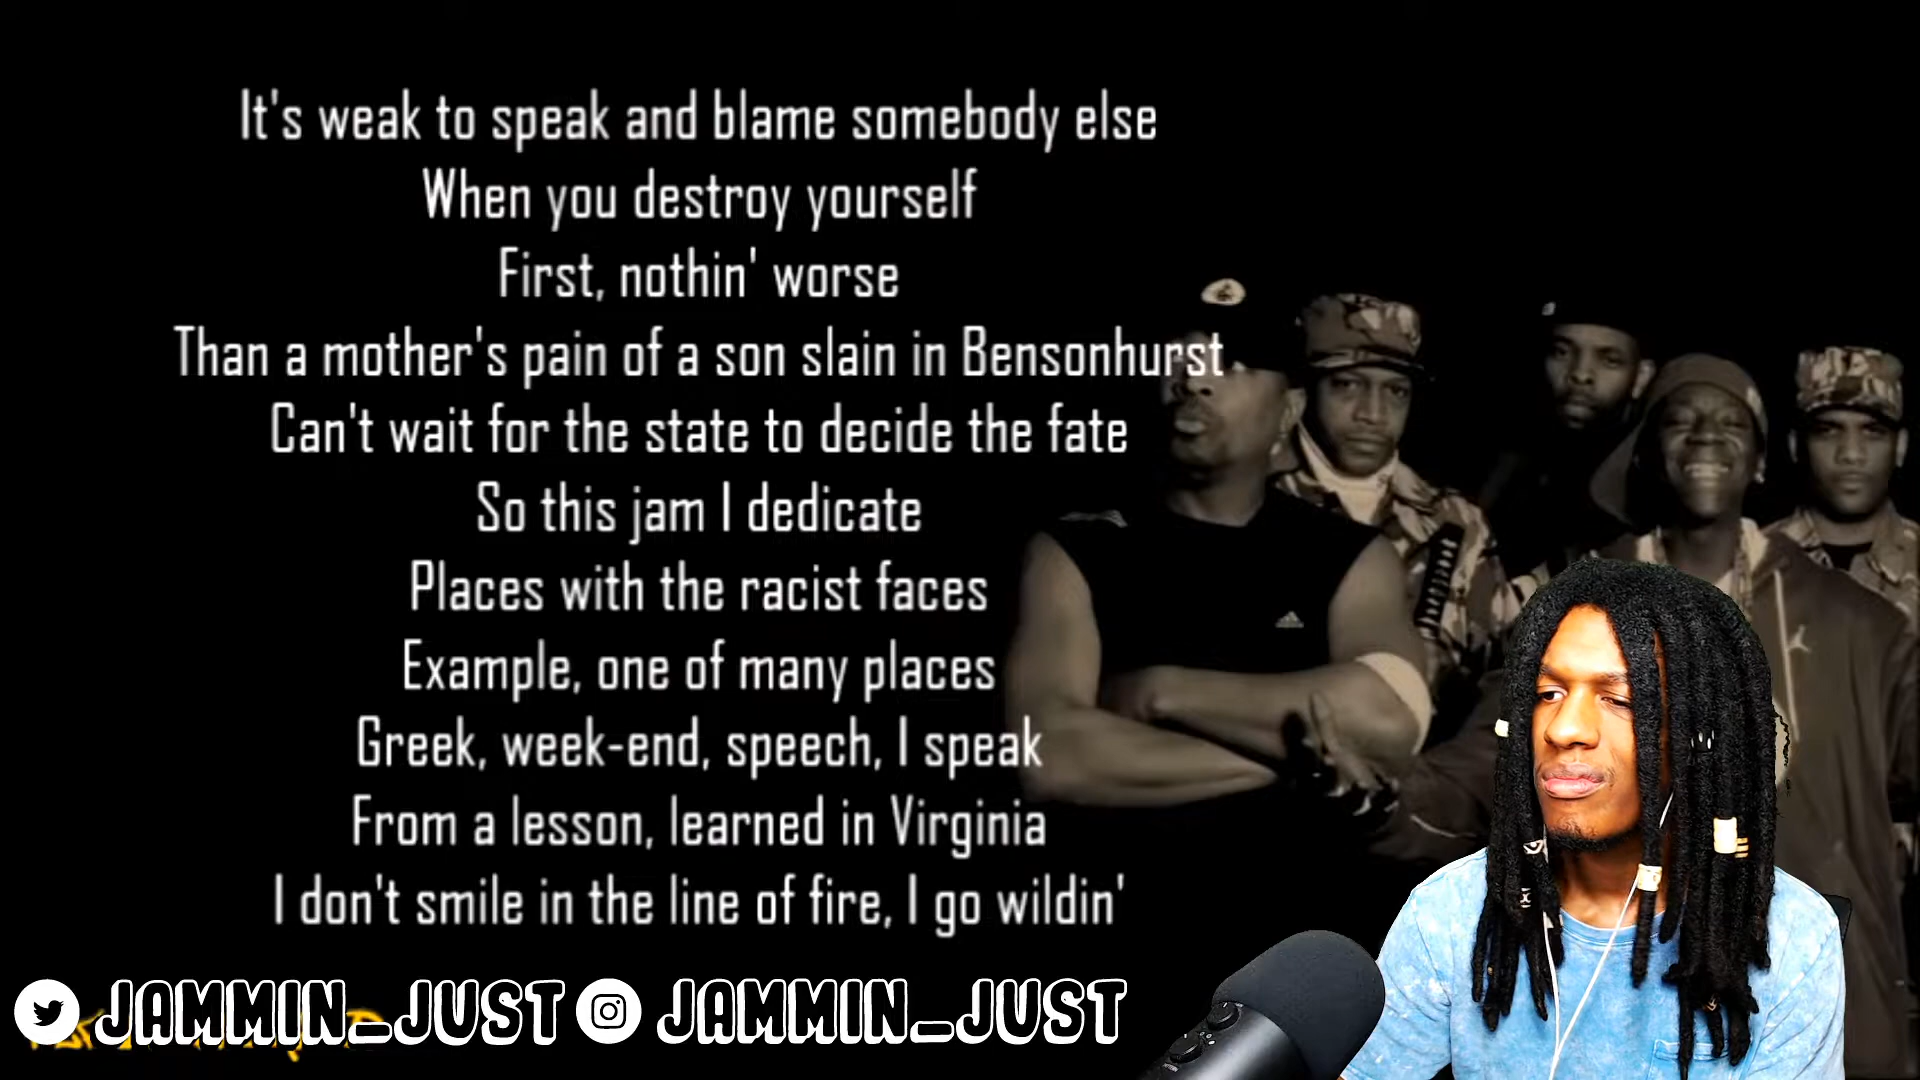 It's weak to speak and blame somebody else
When you destroy yourself
First, nothin' worse
Than a mother's pain of a son slain in Bensonhurst
Can't wait for the state to decide the fate
So this jam I dedicate
Places with the racist faces
Example, one of many places
Greek, week-end, speech, I speak
From a lesson, learned in Virginia
I don't smile in the line of fire, I go wildin'
JAMMIN_JUST JAMMIN_JUST